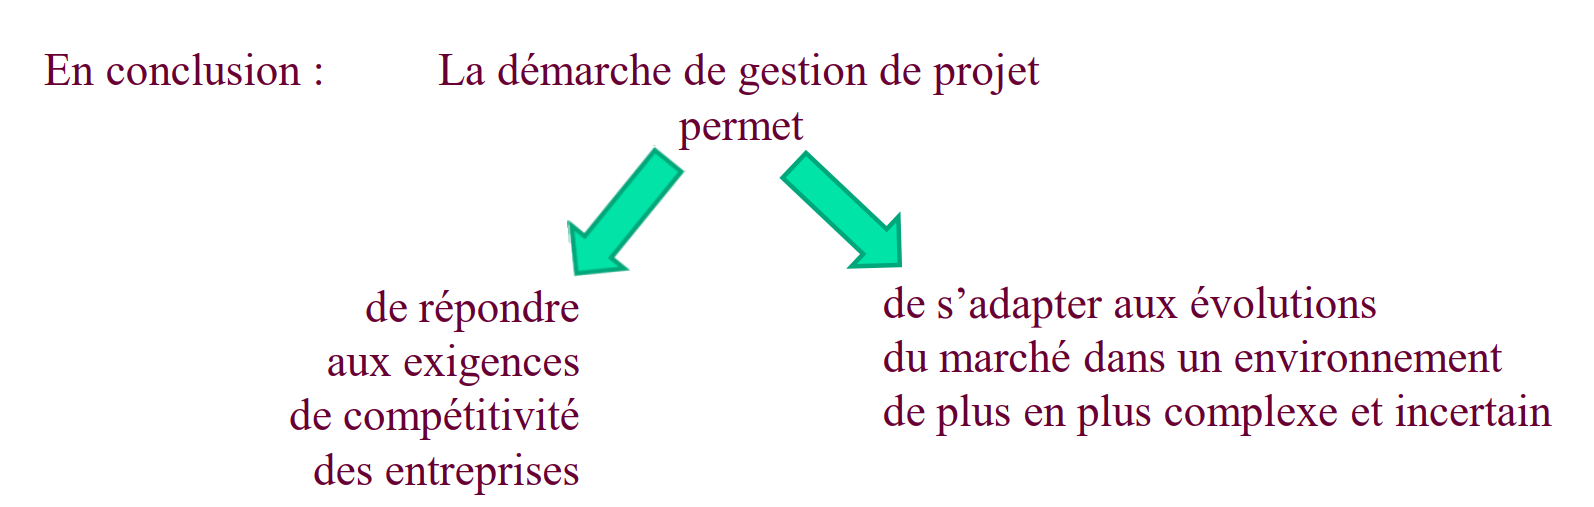 En conclusion : La démarche de gestion de projet
permet
de répondre
aux exigences
de compétitivité
des entreprises
de s’adapter aux évolutions
du marché dans un environnement
de plus en plus complexe et incertain